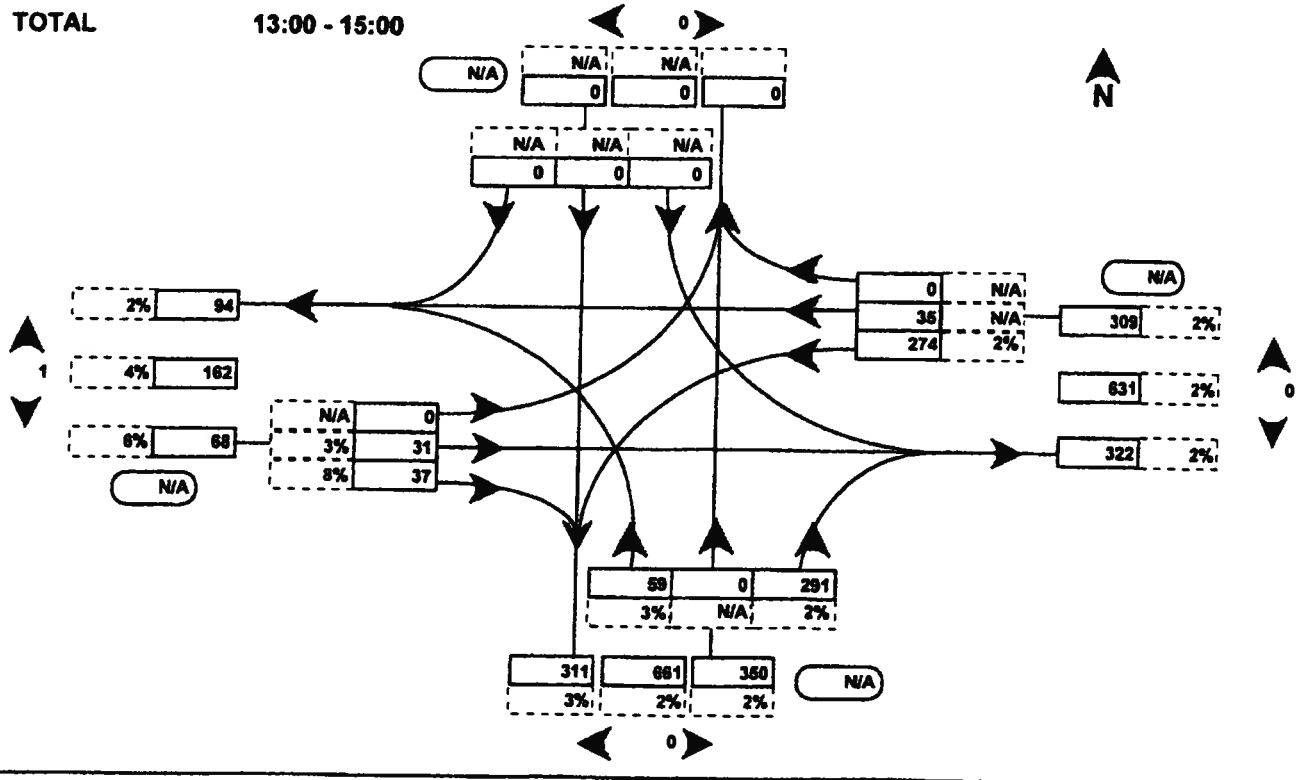 TOTAL 13:00 - 15:00
0
N/A N/A N/A
0 0 0
N
N/A N/A N/A
0 0 0
N/A
2% 94
0 N/A
35 N/A
274 2%
309 2%
1
4% 162
631 2%
0
N/A 0
3% 31
8% 37
6% 68
322 2%
N/A
59 0 291
3% N/A 2%
311 661 350
3% 2% 2%
N/A
0